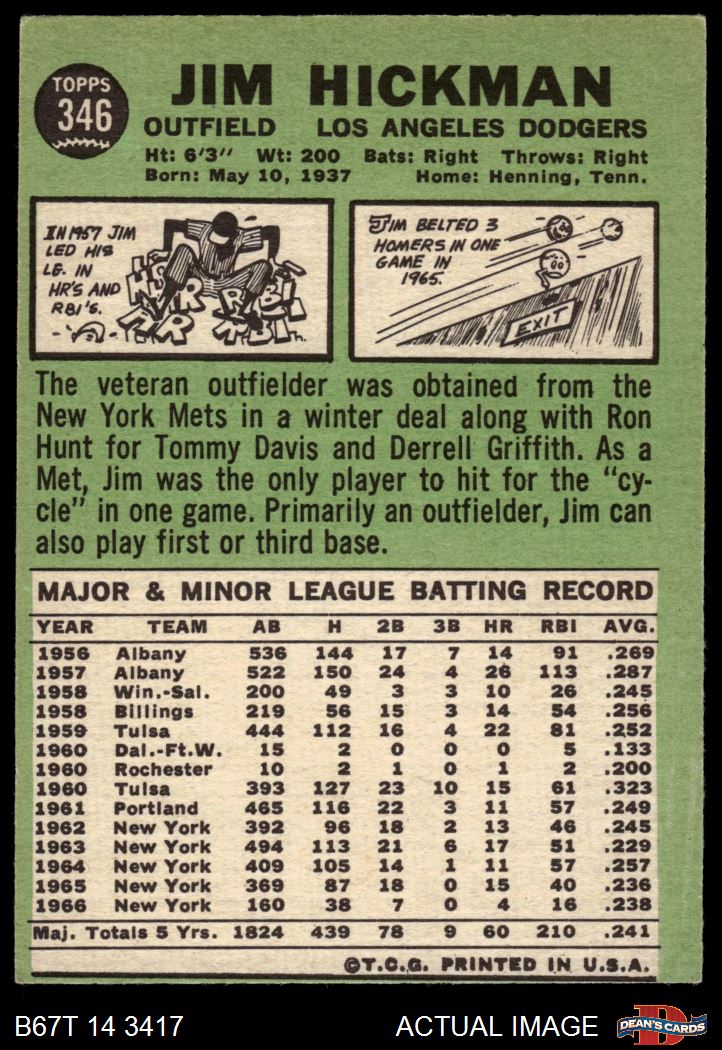 TOPPS
346
JIM HICKMAN
OUTFIELD LOS ANGELES DODGERS
Ht: 6'3" Wt: 200 Bats: Right Throws: Right
Born: May 10, 1937 Home: Henning, Tenn.
IN 1957 JIM
LED HIS
LG. IN
HR'S AND
RBI'S.
JIM BELTED 3
HOMERS IN ONE
GAME IN
1965.
EXIT
The veteran outfielder was obtained from the
New York Mets in a winter deal along with Ron
Hunt for Tommy Davis and Derrell Griffith. As a
Met, Jim was the only player to hit for the "cy-
cle" in one game. Primarily an outfielder, Jim can
also play first or third base.
MAJOR & MINOR LEAGUE BATTING RECORD
YEAR TEAM AB H 2B 3B HR RBI AVG.
1956 Albany 536 144 17 7 14 91 .269
1957 Albany 522 150 24 4 26 113 .287
1958 Win.-Sal. 200 49 3 3 10 26 .245
1958 Billings 219 56 15 3 14 54 .256
1959 Tulsa 444 112 16 4 22 81 .252
1960 Dal.-Ft.W. 15 2 0 0 0 5 .133
1960 Rochester 10 2 1 0 1 2 .200
1960 Tulsa 393 127 23 10 15 61 .323
1961 Portland 465 116 22 3 11 57 .249
1962 New York 392 96 18 2 13 46 .245
1963 New York 494 113 21 6 17 51 .229
1964 New York 409 105 14 1 11 57 .257
1965 New York 369 87 18 0 15 40 .236
1966 New York 160 38 7 0 4 16 .238
Maj. Totals 5 Yrs. 1824 439 78 9 60 210 .241
©T.C.G. PRINTED IN U.S.A.
B67T 14 3417 ACTUAL IMAGE
DEAN'S CARDS